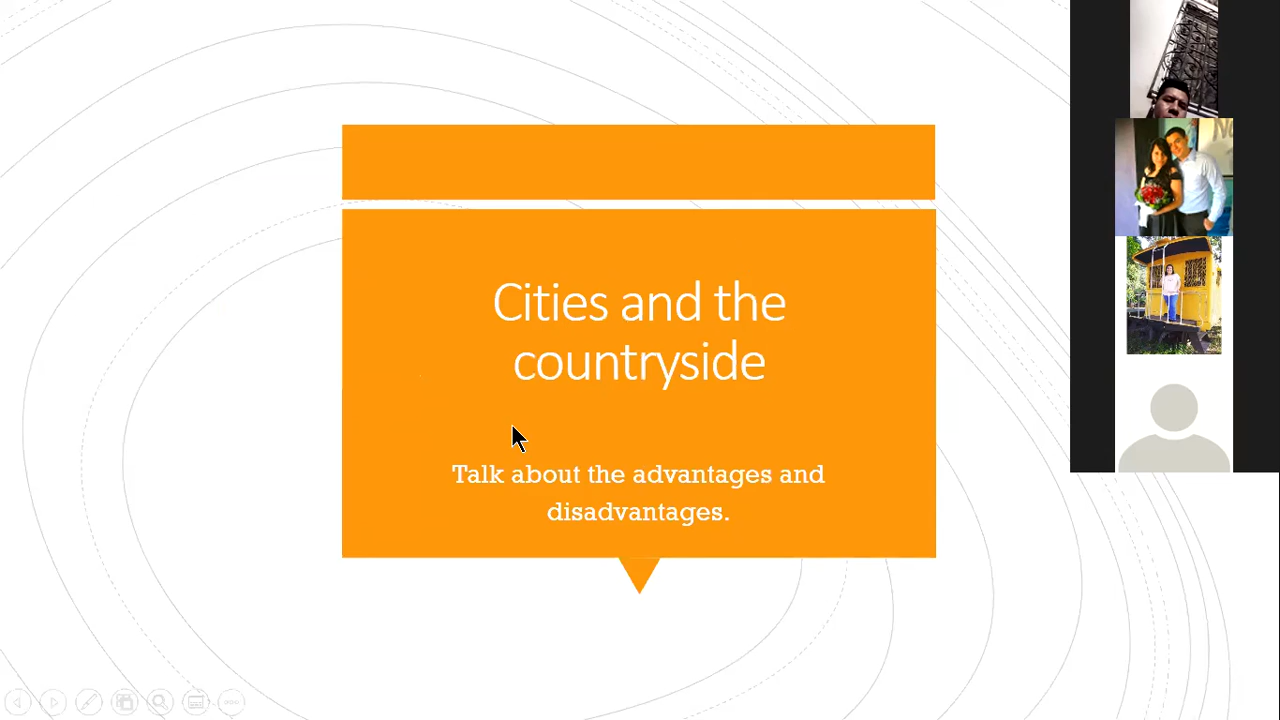 Cities and the
countryside
Talk about the advantages and
disadvantages.